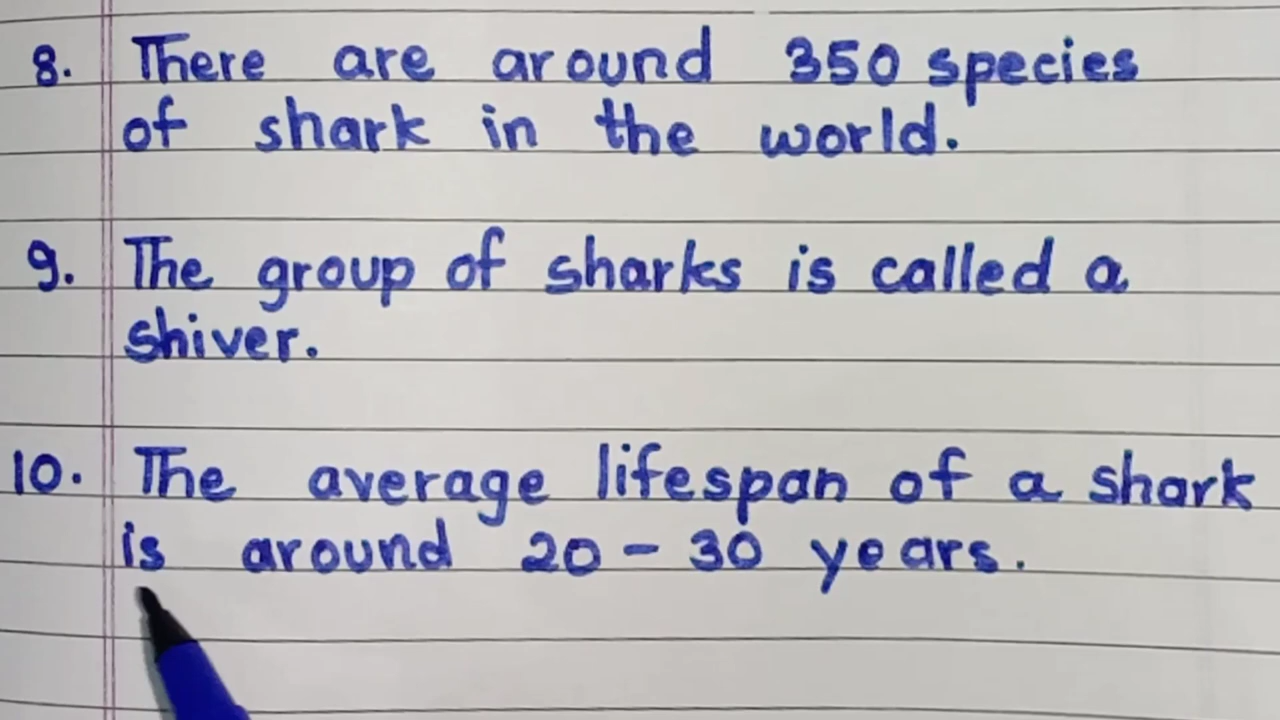 8. There are around 350 species
of shark in the world.
9. The group of sharks is called a
shiver.
10. The average lifespan of a shark
is around 20 - 30 years.